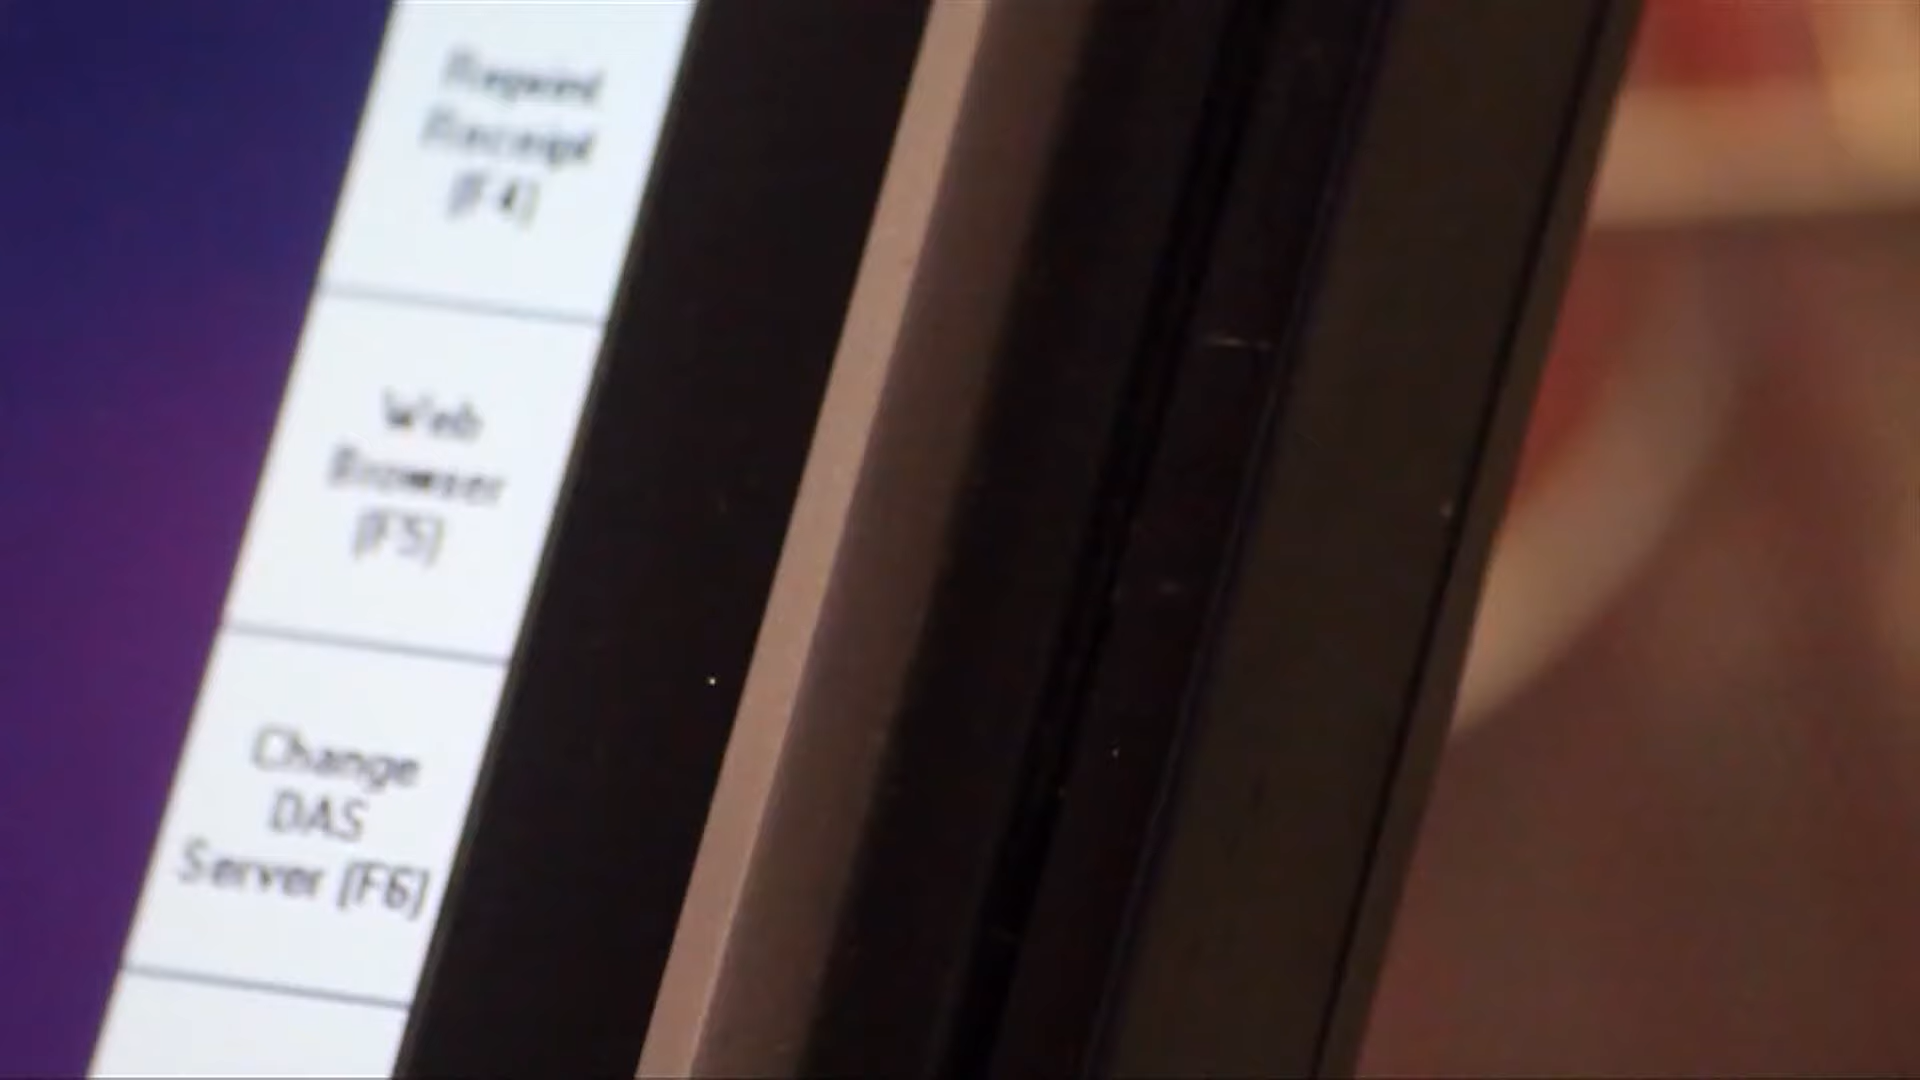 Reprint
Receipt
(F4)
Web
Browser
(F5)
Change
DAS
Server (F6)